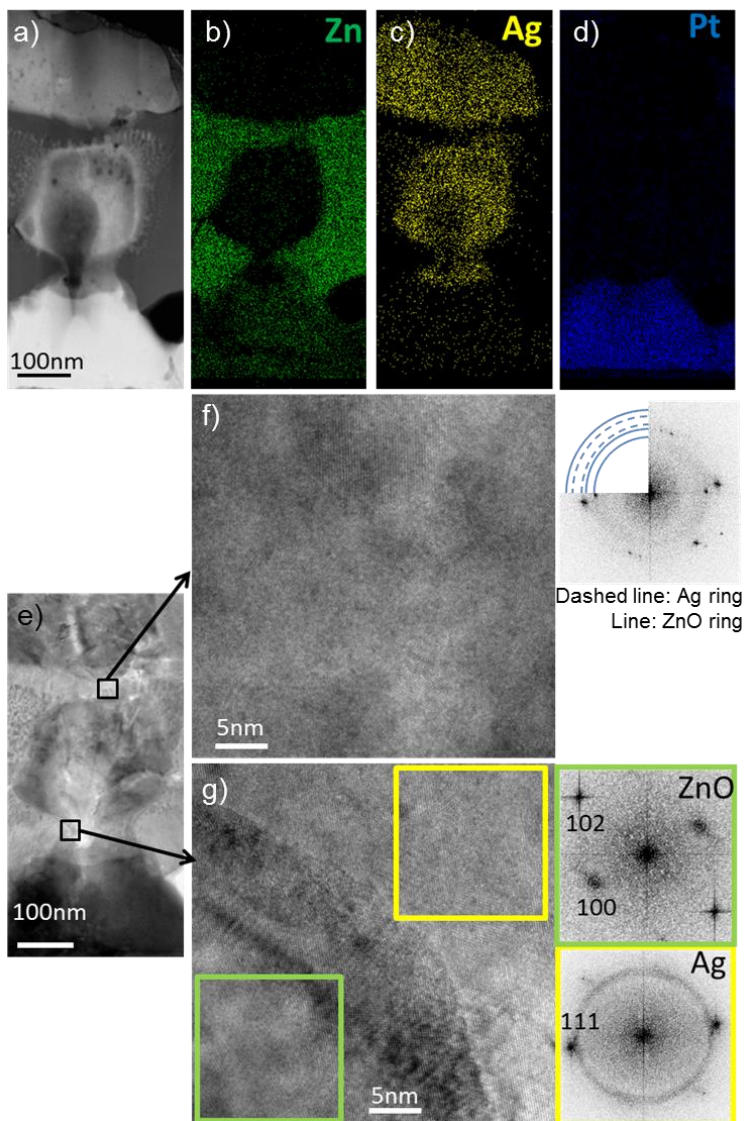 a)
b) Zn
c) Ag
d) Pt
100nm
f)
5nm
Dashed line: Ag ring
Line: ZnO ring
e)
100nm
g)
5nm
ZnO
102
100
Ag
111